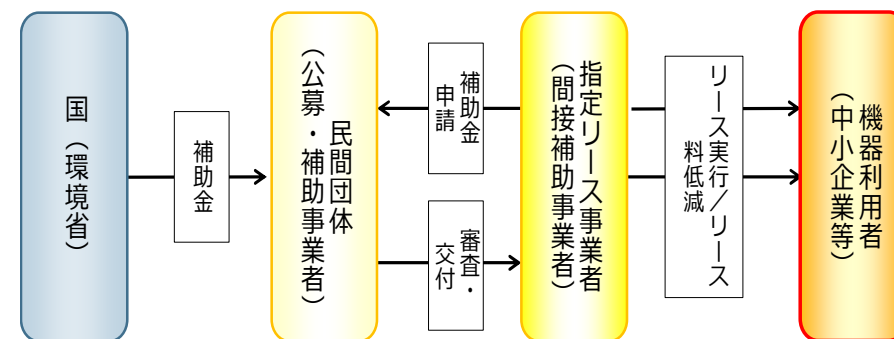 国（環境省）
補助金
民間団体
（公募・補助事業者）
補助金
申請
審査・
交付
指定リース事業者
（間接補助事業者）
リース実行／リース
料低減
機器利用者
（中小企業等）